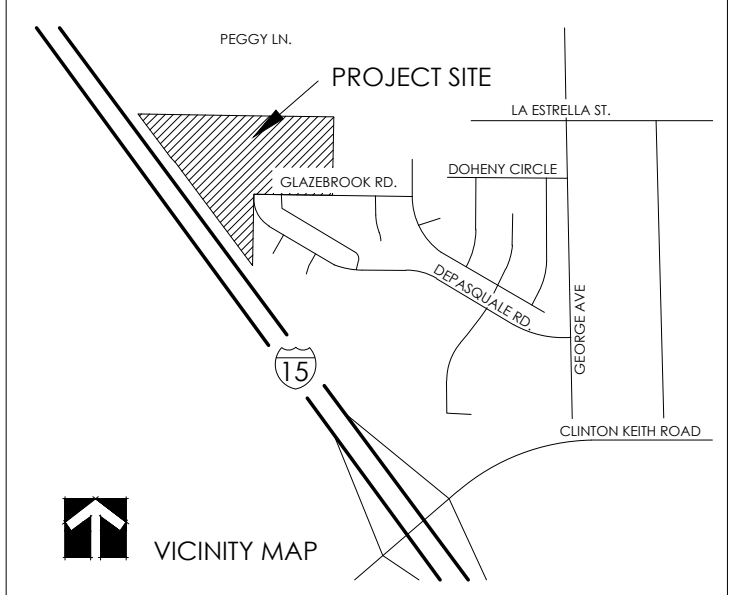 PEGGY LN.
PROJECT SITE
LA ESTRELLA ST.
DOHENY CIRCLE
GLAZEBROOK RD.
DEPASQUALE RD.
GEORGE AVE
15
CLINTON KEITH ROAD
VICINITY MAP